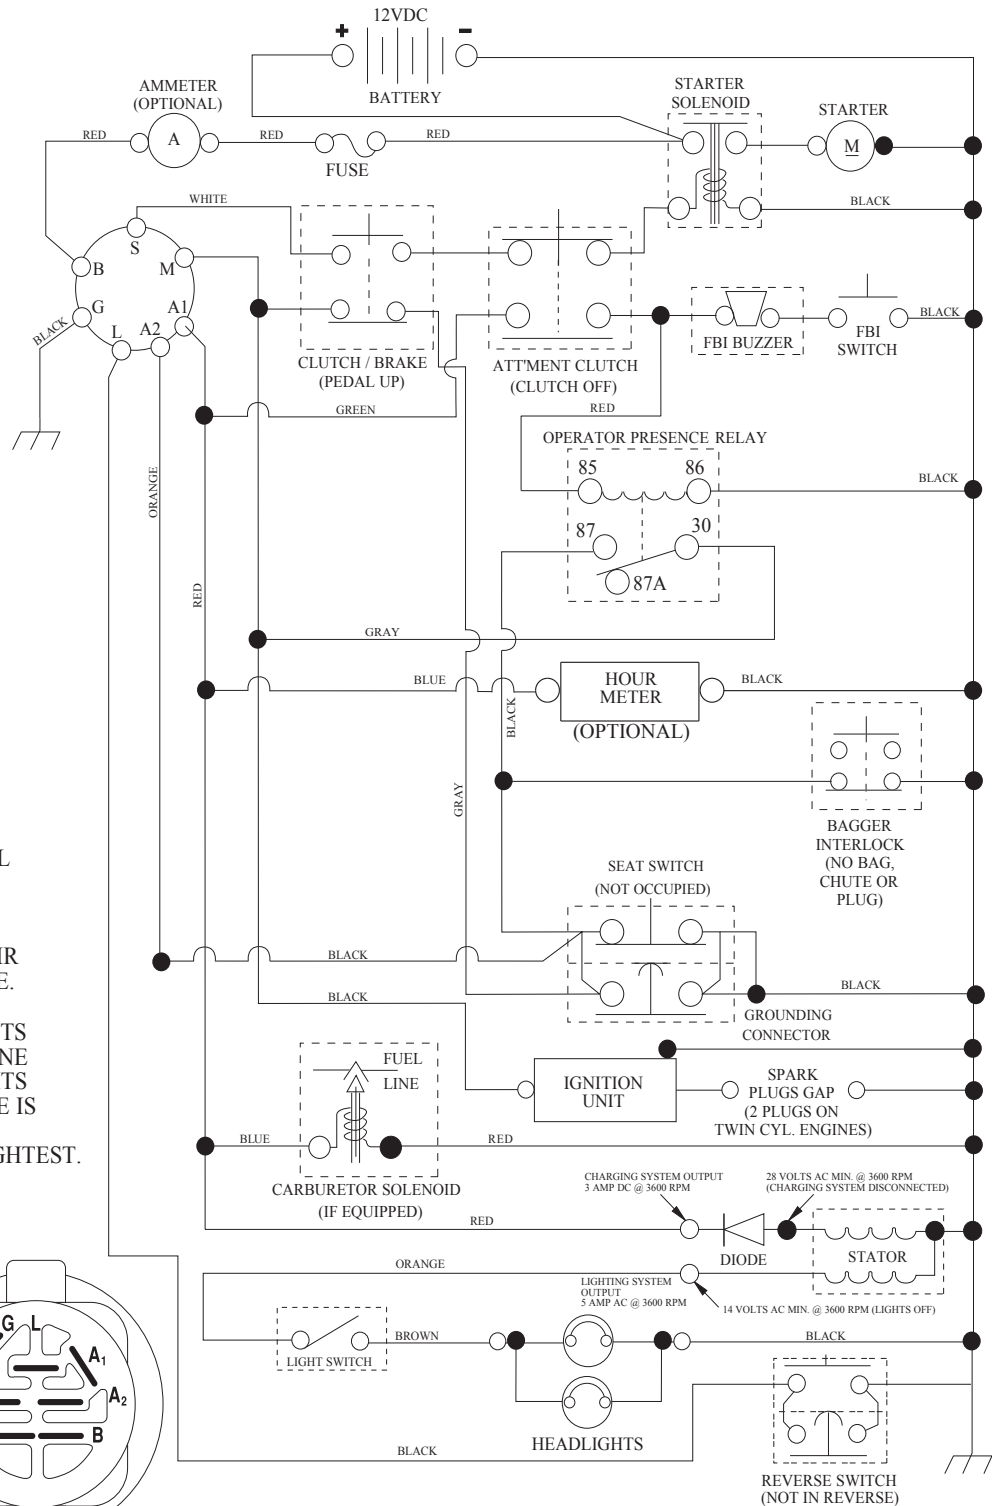 12VDC
+
-
BATTERY
AMMETER
(OPTIONAL)
RED
A
RED
FUSE
RED
STARTER
SOLENOID
STARTER
M
BLACK
WHITE
S
B
M
G
A1
L
A2
BLACK
CLUTCH / BRAKE
(PEDAL UP)
ATT'MENT CLUTCH
(CLUTCH OFF)
FBI BUZZER
FBI
SWITCH
BLACK
GREEN
RED
OPERATOR PRESENCE RELAY
85
86
BLACK
87
30
87A
ORANGE
RED
GRAY
BLUE
HOUR
METER
(OPTIONAL)
BLACK
BLACK
GRAY
BAGGER
INTERLOCK
(NO BAG,
CHUTE OR
PLUG)
SEAT SWITCH
(NOT OCCUPIED)
BLACK
BLACK
BLACK
GROUNDING
CONNECTOR
IGNITION
UNIT
SPARK
PLUGS GAP
(2 PLUGS ON
TWIN CYL. ENGINES)
FUEL
LINE
BLUE
RED
CARBURETOR SOLENOID
(IF EQUIPPED)
L
IR
E.
TS
NE
TS
E IS
GHTEST.
RED
CHARGING SYSTEM OUTPUT
3 AMP DC @ 3600 RPM
28 VOLTS AC MIN. @ 3600 RPM
(CHARGING SYSTEM DISCONNECTED)
DIODE
STATOR
ORANGE
LIGHTING SYSTEM
OUTPUT
5 AMP AC @ 3600 RPM
14 VOLTS AC MIN. @ 3600 RPM (LIGHTS OFF)
LIGHT SWITCH
BROWN
BLACK
HEADLIGHTS
BLACK
REVERSE SWITCH
(NOT IN REVERSE)
G
L
A1
A2
B